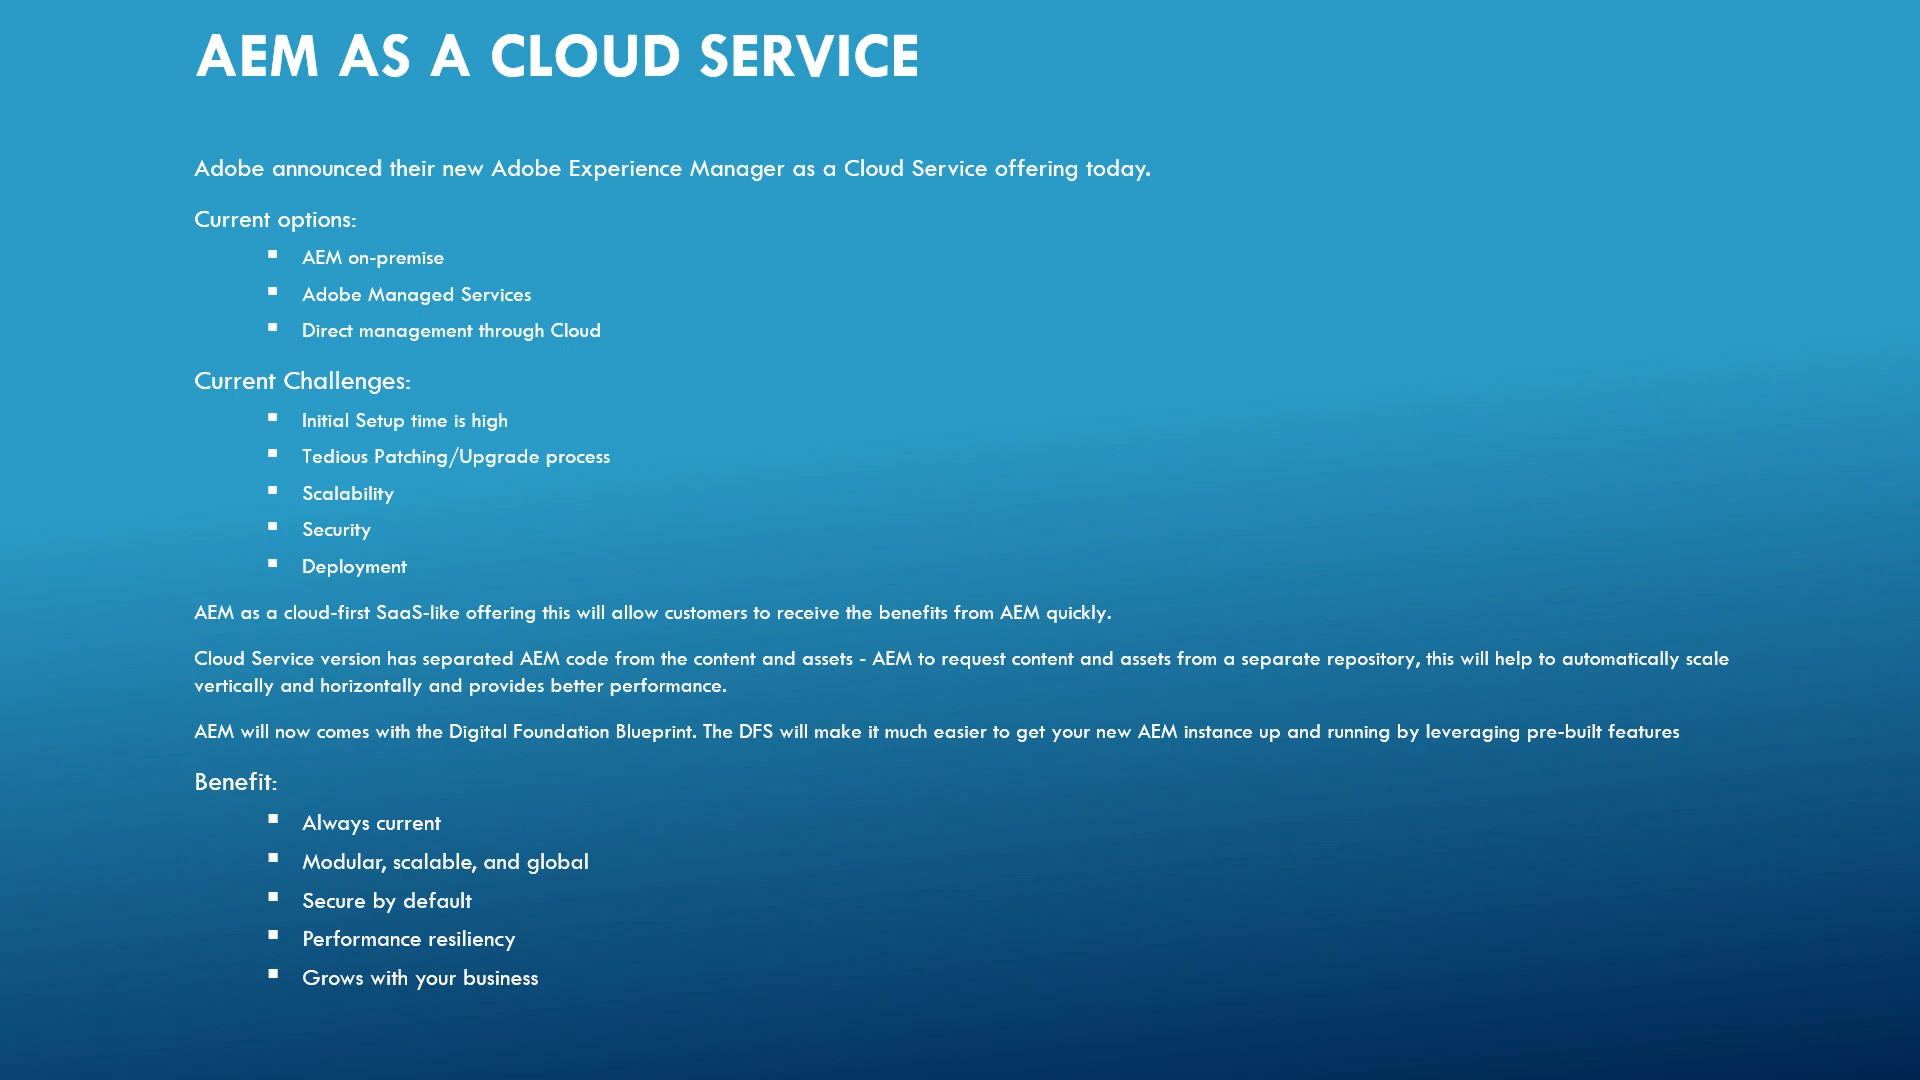 AEM AS A CLOUD SERVICE
Adobe announced their new Adobe Experience Manager as a Cloud Service offering today.
Current options:
▪ AEM on-premise
▪ Adobe Managed Services
▪ Direct management through Cloud
Current Challenges:
▪ Initial Setup time is high
▪ Tedious Patching/Upgrade process
▪ Scalability
▪ Security
▪ Deployment
AEM as a cloud-first SaaS-like offering this will allow customers to receive the benefits from AEM quickly.
Cloud Service version has separated AEM code from the content and assets - AEM to request content and assets from a separate repository, this will help to automatically scale
vertically and horizontally and provides better performance.
AEM will now comes with the Digital Foundation Blueprint. The DFS will make it much easier to get your new AEM instance up and running by leveraging pre-built features
Benefit:
▪ Always current
▪ Modular, scalable, and global
▪ Secure by default
▪ Performance resiliency
▪ Grows with your business